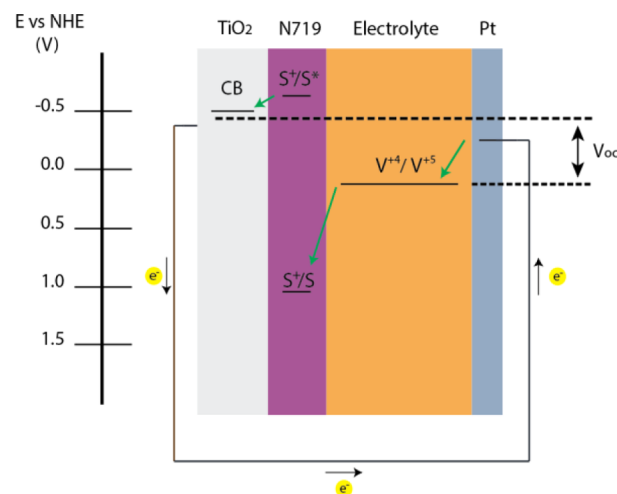 E vs NHE
(V)
TiO₂ N719 Electrolyte Pt
CB
S⁺/S*
-0.5
V⁺⁴/ V⁺⁵
Voc
0.0
0.5
S⁺/S
1.0
e⁻
e⁻
1.5
e⁻